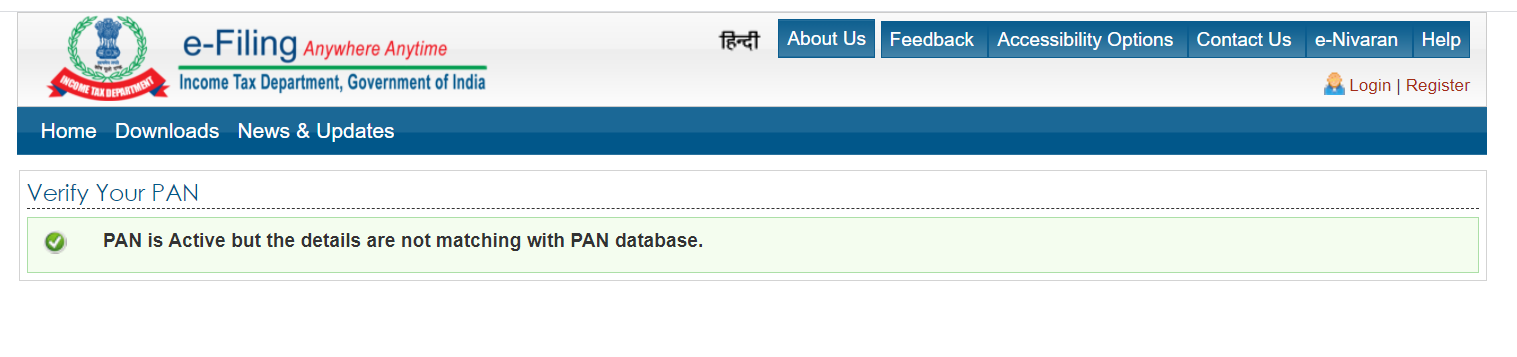 e-Filing Anywhere Anytime
Income Tax Department, Government of India
INCOME TAX DEPARTMENT
हिन्दी About Us Feedback Accessibility Options Contact Us e-Nivaran Help
Login | Register
Home Downloads News & Updates
Verify Your PAN
PAN is Active but the details are not matching with PAN database.